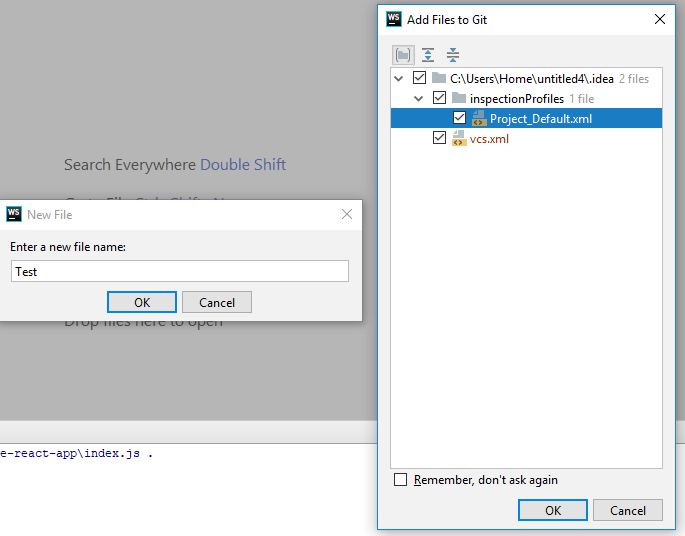 WS
Add Files to Git
C:\Users\Home\untitled4\.idea 2 files
inspectionProfiles 1 file
Project_Default.xml
vcs.xml
Remember, don't ask again
OK
Cancel
Search Everywhere Double Shift
WS
New File
Enter a new file name:
Test
OK
Cancel
Drop files here to open
e-react-app\index.js .